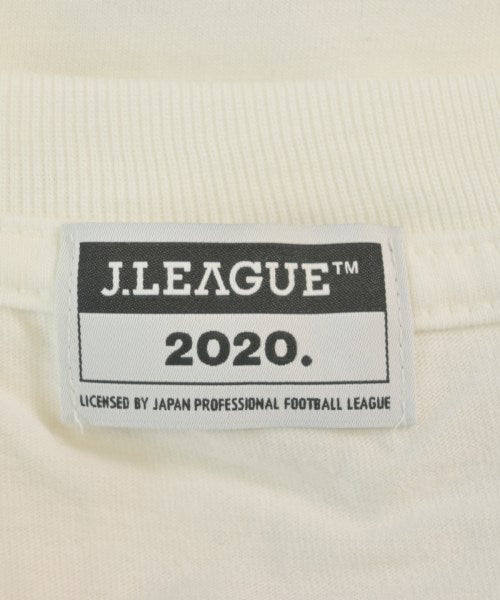 J.LEAGUE™
2020.
LICENSED BY JAPAN PROFESSIONAL FOOTBALL LEAGUE